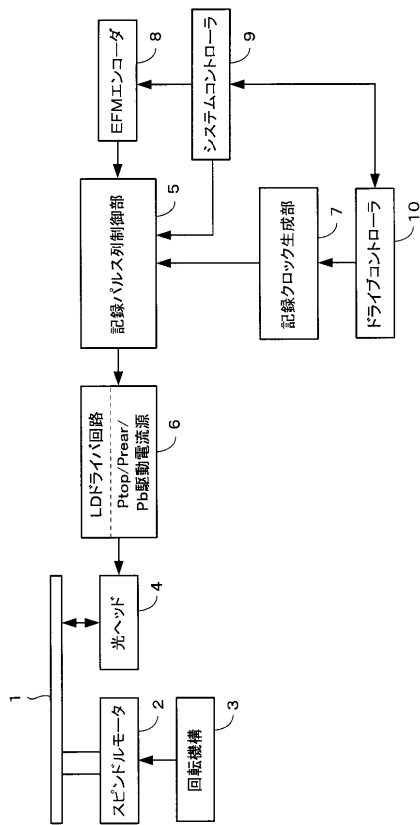 1
スピンドルモータ
2
回転機構
3
光ヘッド
4
LDドライバ回路
Ptop/Prear/
Pb駆動電流源
6
記録パルス列制御部
5
EFMエンコーダ
8
システムコントローラ
9
記録クロック生成部
7
ドライブコントローラ
10